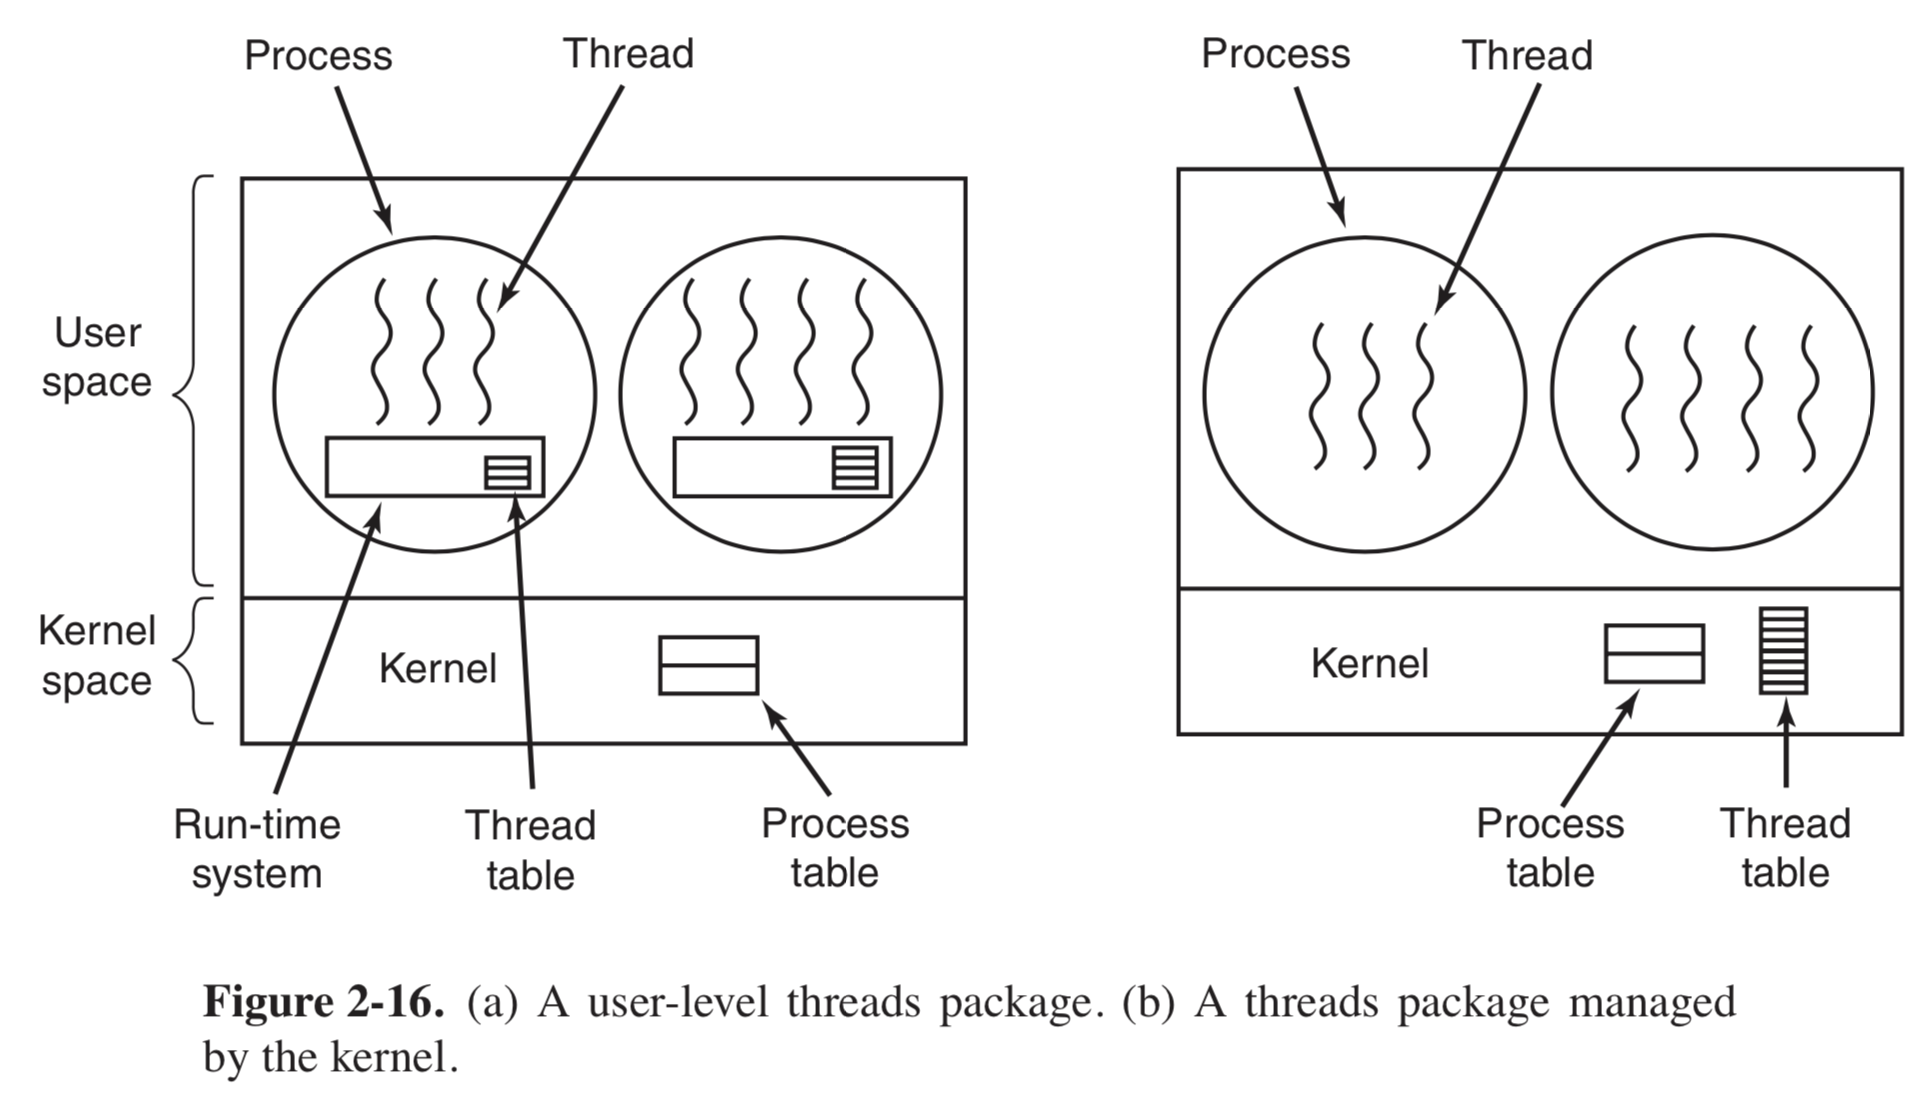 Process
Thread
Process
Thread
User
space
Kernel
space
Kernel
Kernel
Run-time
system
Thread
table
Process
table
Process
table
Thread
table
Figure 2-16. (a) A user-level threads package. (b) A threads package managed
by the kernel.